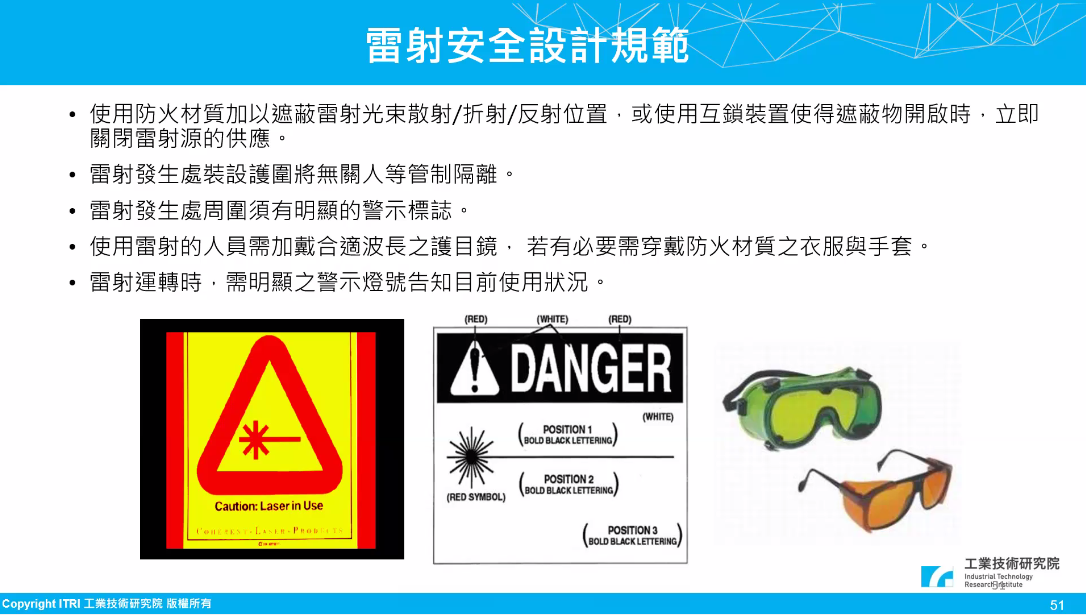 雷射安全設計規範
• 使用防火材質加以遮蔽雷射光束散射/折射/反射位置，或使用互鎖裝置使得遮蔽物開啟時，立即
關閉雷射源的供應。
• 雷射發生處裝設護圍將無關人等管制隔離。
• 雷射發生處周圍須有明顯的警示標誌。
• 使用雷射的人員需加戴合適波長之護目鏡， 若有必要需穿戴防火材質之衣服與手套。
• 雷射運轉時，需明顯之警示燈號告知目前使用狀況。
Caution: Laser in Use
COHERENT - LASER - PRODUCTS
(RED) (WHITE) (RED)
DANGER
(WHITE)
(POSITION 1
BOLD BLACK LETTERING)
(POSITION 2
BOLD BLACK LETTERING)
(RED SYMBOL)
(POSITION 3
BOLD BLACK LETTERING)
工業技術研究院
Industrial Technology
Research Institute
51
Copyright ITRI 工業技術研究院 版權所有
51